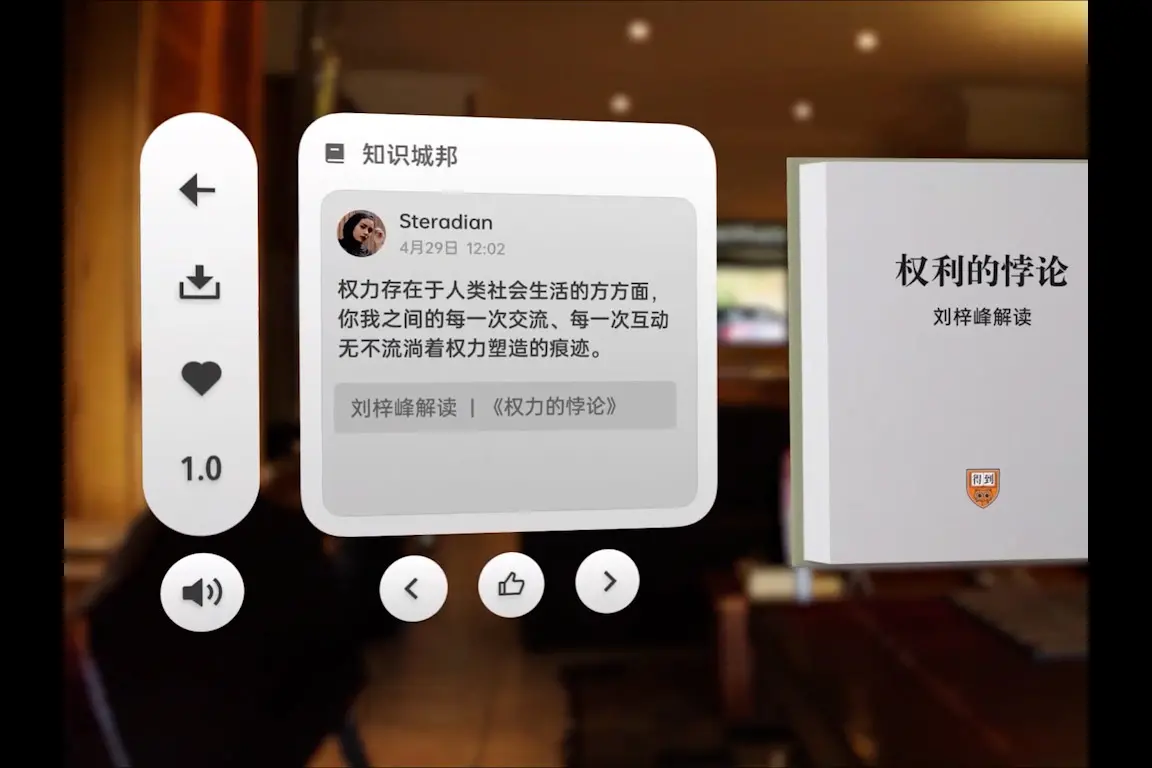 知识城邦
Steradian
4月29日 12:02
权力存在于人类社会生活的方方面，
你我之间的每一次交流、每一次互动
无不流淌着权力塑造的痕迹。
刘梓峰解读 | 《权力的悖论》
1.0
权利的悖论
刘梓峰解读
得到